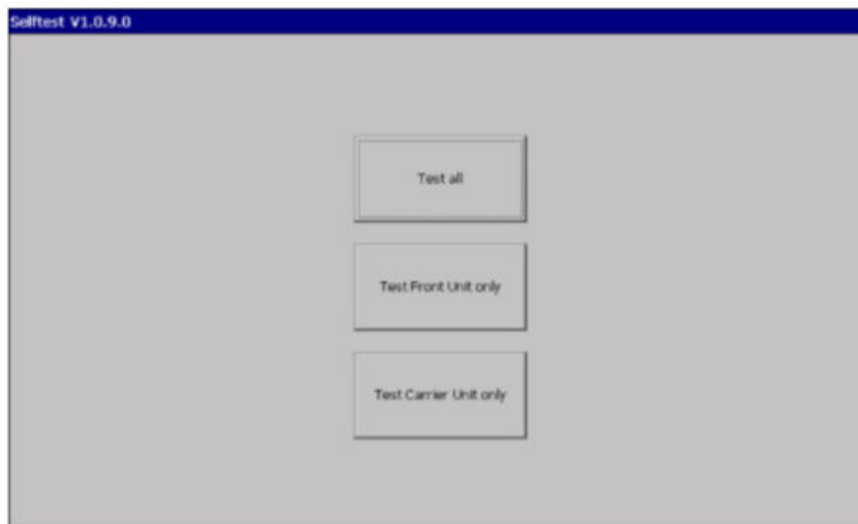 Selftest V1.0.9.0
Test all
Test Front Unit only
Test Carrier Unit only